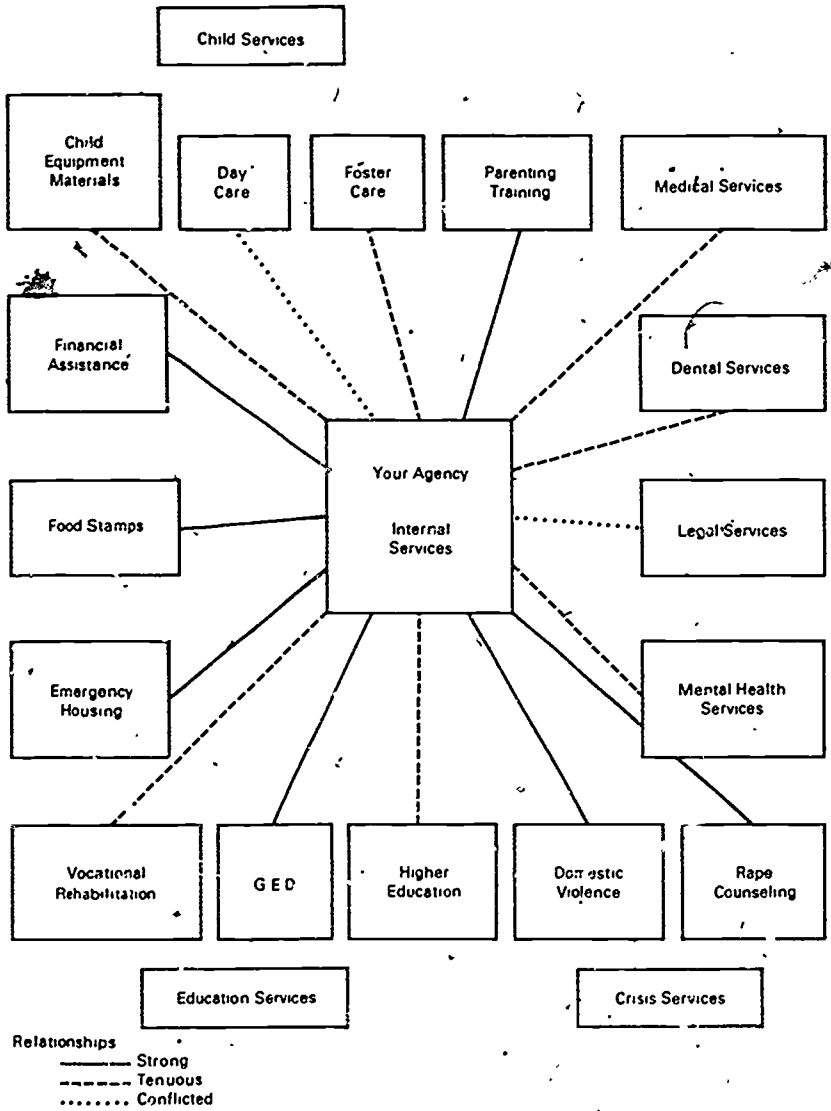 Child Services
Child
Equipment
Materials
Day
Care
Foster
Care
Parenting
Training
Medical Services
Financial
Assistance
Dental Services
Your Agency
Internal
Services
Food Stamps
Legal Services
Emergency
Housing
Mental Health
Services
Vocational
Rehabilitation
G E D
Higher
Education
Domestic
Violence
Rape
Counseling
Education Services
Crisis Services
Relationships
Strong
Tenuous
Conflicted